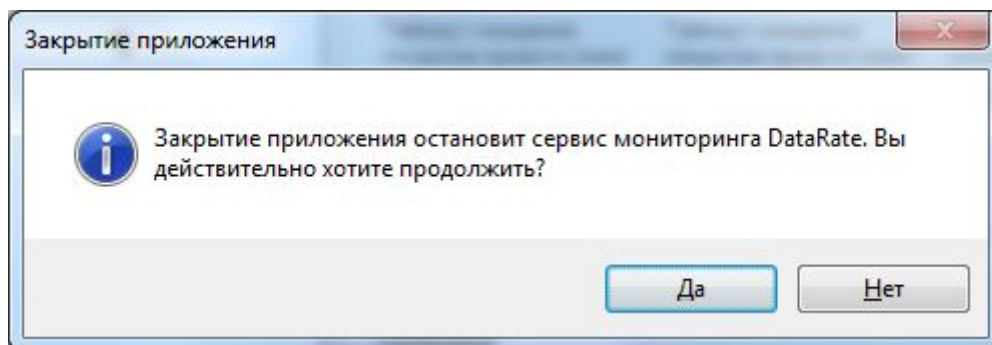 Закрытие приложения
Закрытие приложения остановит сервис мониторинга DataRate. Вы
действительно хотите продолжить?
Да
Нет